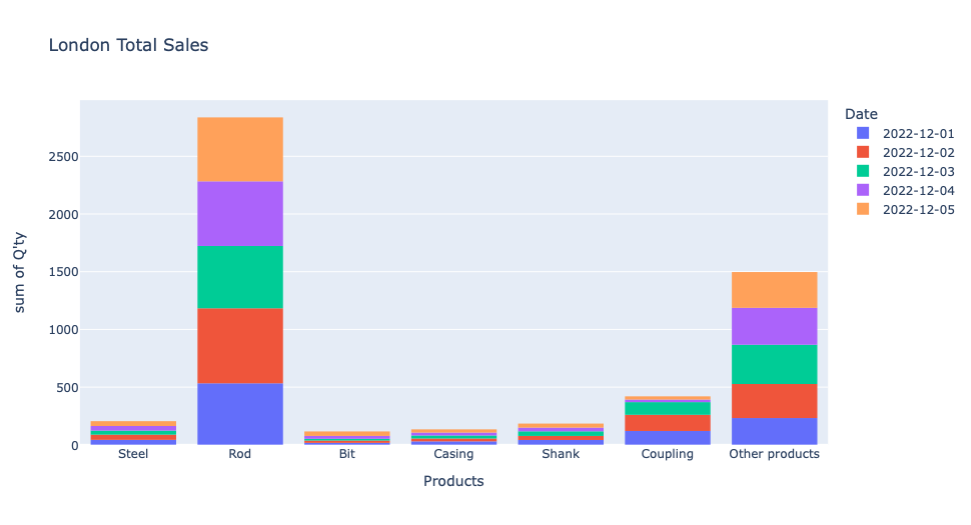 London Total Sales
Date
2022-12-01
2022-12-02
2022-12-03
2022-12-04
2022-12-05
sum of Q'ty
2500
2000
1500
1000
500
0
Steel Rod Bit Casing Shank Coupling Other products
Products